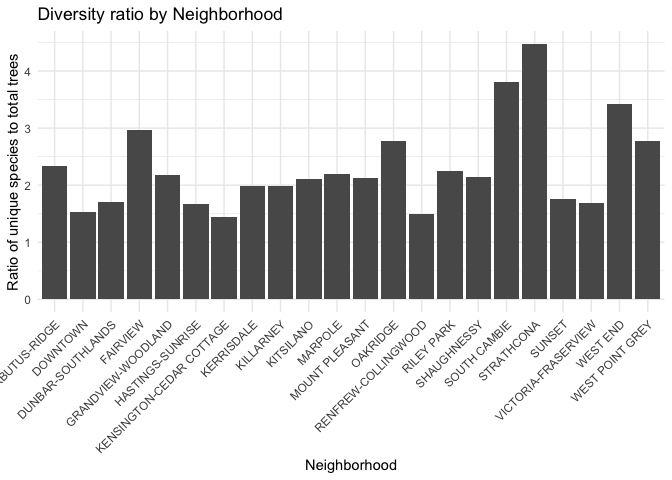 Diversity ratio by Neighborhood
Ratio of unique species to total trees
4
3
2
1
0
BUTUS-RIDGE
DOWNTOWN
DUNBAR-SOUTHLANDS
FAIRVIEW
GRANDVIEW-WOODLAND
HASTINGS-SUNRISE
KENSINGTON-CEDAR COTTAGE
KERRISDALE
KILLARNEY
KITSILANO
MARPOLE
MOUNT PLEASANT
OAKRIDGE
RENFREW-COLLINGWOOD
RILEY PARK
SHAUGHNESSY
SOUTH CAMBIE
STRATHCONA
SUNSET
VICTORIA-FRASERVIEW
WEST END
WEST POINT GREY
Neighborhood